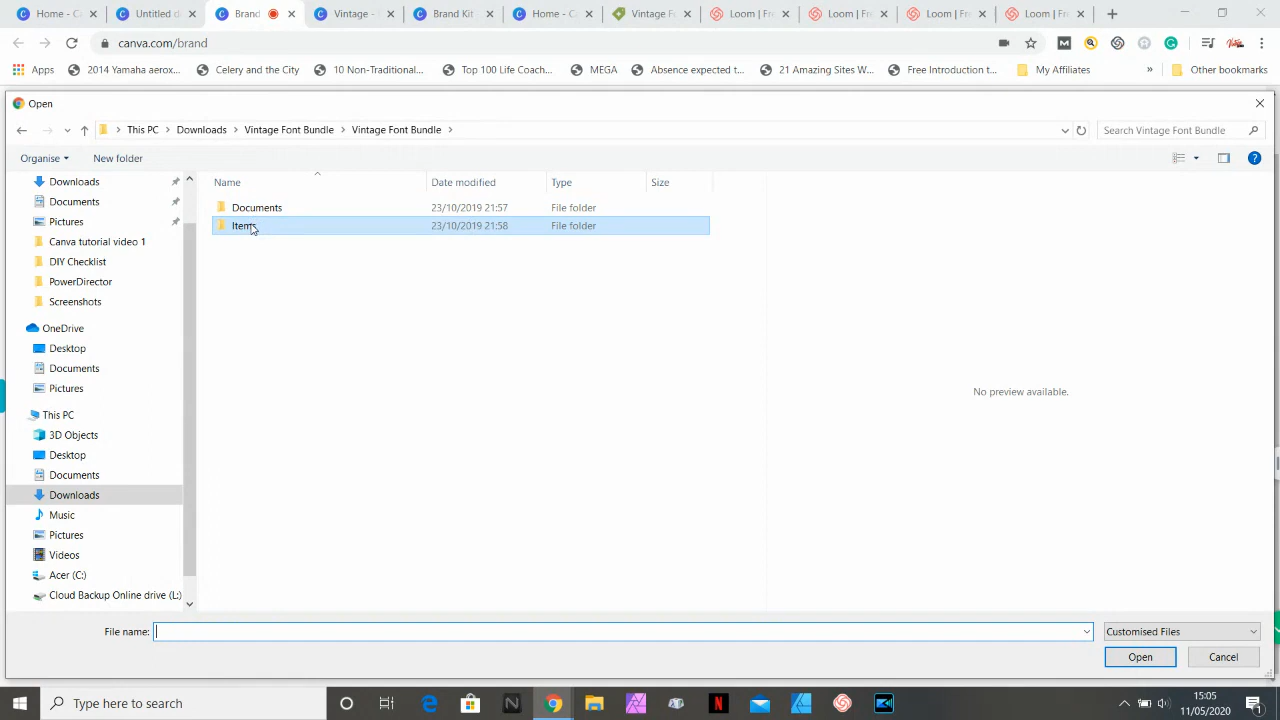 Home - C
Untitled d
Brand
Vintage -
Brand Kit
Home - C
Vintage F
Loom | Fr
Loom | Fr
Loom | Fr
Loom | Fr
canva.com/brand
Apps
2014 Yamaha aerox...
Celery and the City
10 Non-Traditional...
Top 100 Life Coach...
MEGA
Absence expected t...
21 Amazing Sites W...
Free Introduction t...
My Affiliates
»
Other bookmarks
Open
This PC > Downloads > Vintage Font Bundle > Vintage Font Bundle >
Search Vintage Font Bundle
Organise
New folder
Name
Date modified
Type
Size
Documents
23/10/2019 21:57
File folder
Items
23/10/2019 21:58
File folder
Downloads
Documents
Pictures
Canva tutorial video 1
DIY Checklist
PowerDirector
Screenshots
OneDrive
Desktop
Documents
Pictures
This PC
3D Objects
Desktop
Documents
Downloads
Music
Pictures
Videos
Acer (C:)
Cloud Backup Online drive (L:)
No preview available.
File name:
Customised Files
Open
Cancel
Type here to search
15:05
11/05/2020